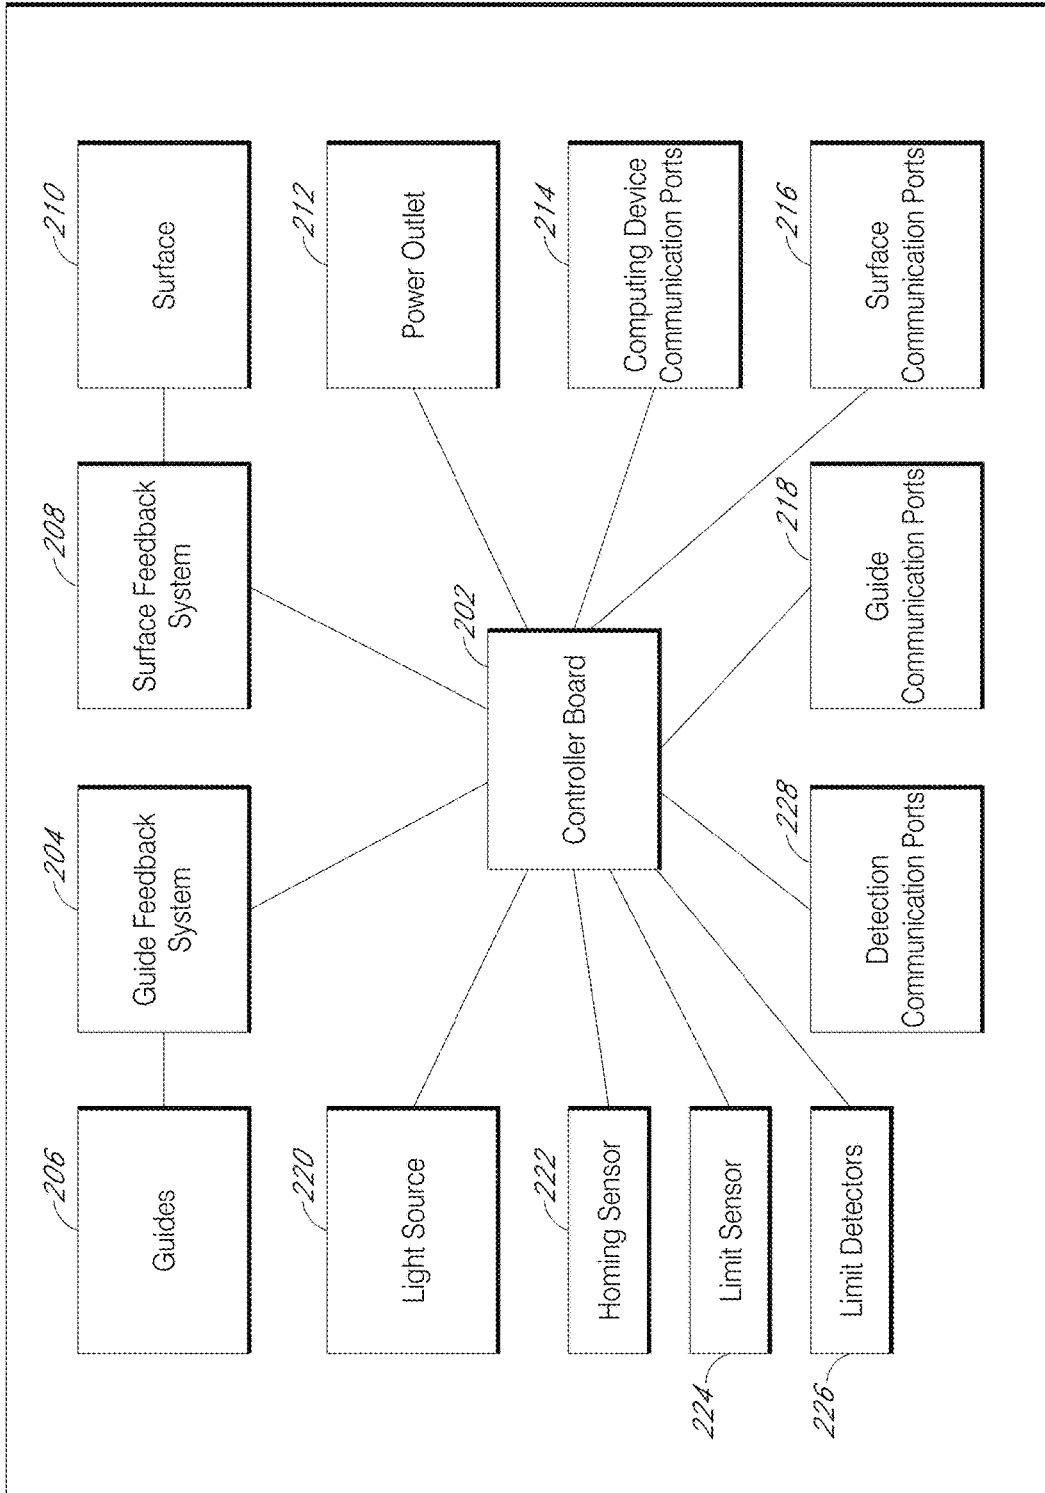 206
Guides
204
Guide Feedback
System
208
Surface Feedback
System
210
Surface
220
Light Source
212
Power Outlet
202
Controller Board
222
Homing Sensor
214
Computing Device
Communication Ports
224
Limit Sensor
226
Limit Detectors
228
Detection
Communication Ports
218
Guide
Communication Ports
216
Surface
Communication Ports